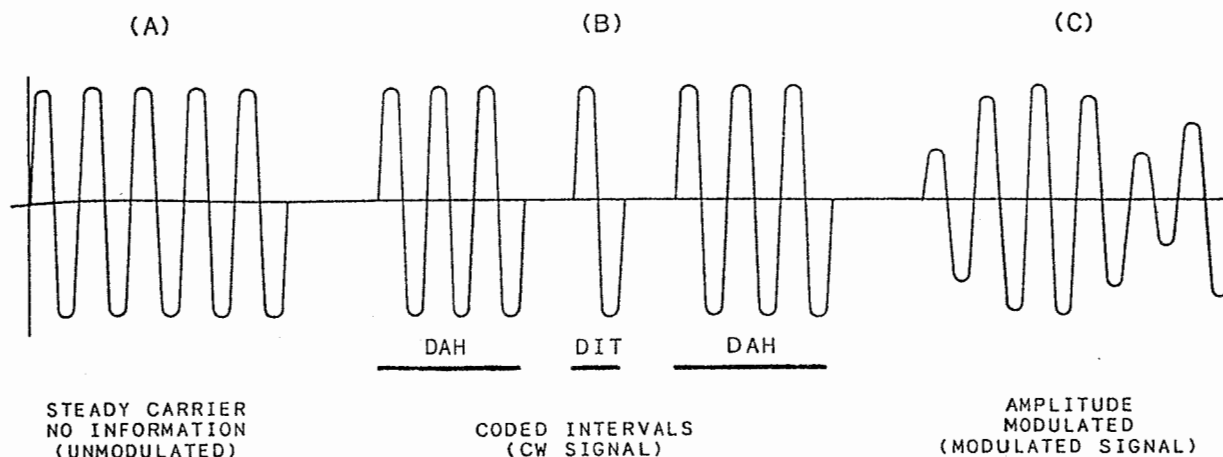 (A)
(B)
(C)
DAH
DIT
DAH
STEADY CARRIER
NO INFORMATION
(UNMODULATED)
CODED INTERVALS
(CW SIGNAL)
AMPLITUDE
MODULATED
(MODULATED SIGNAL)